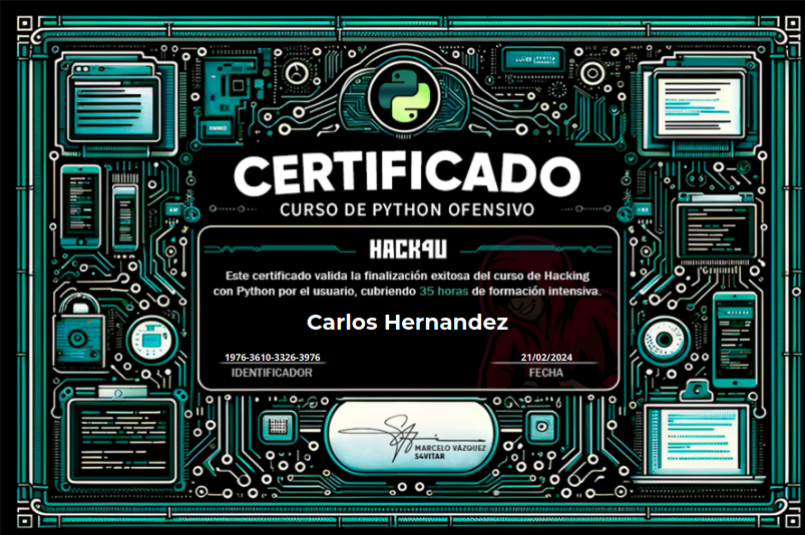 CERTIFICADO
CURSO DE PYTHON OFENSIVO
HACK4U
Este certificado valida la finalización exitosa del curso de Hacking
con Python por el usuario, cubriendo 35 horas de formación intensiva.
Carlos Hernandez
1976-3610-3326-3976
21/02/2024
IDENTIFICADOR
FECHA
MARCELO VÁZQUEZ
S4VITAR